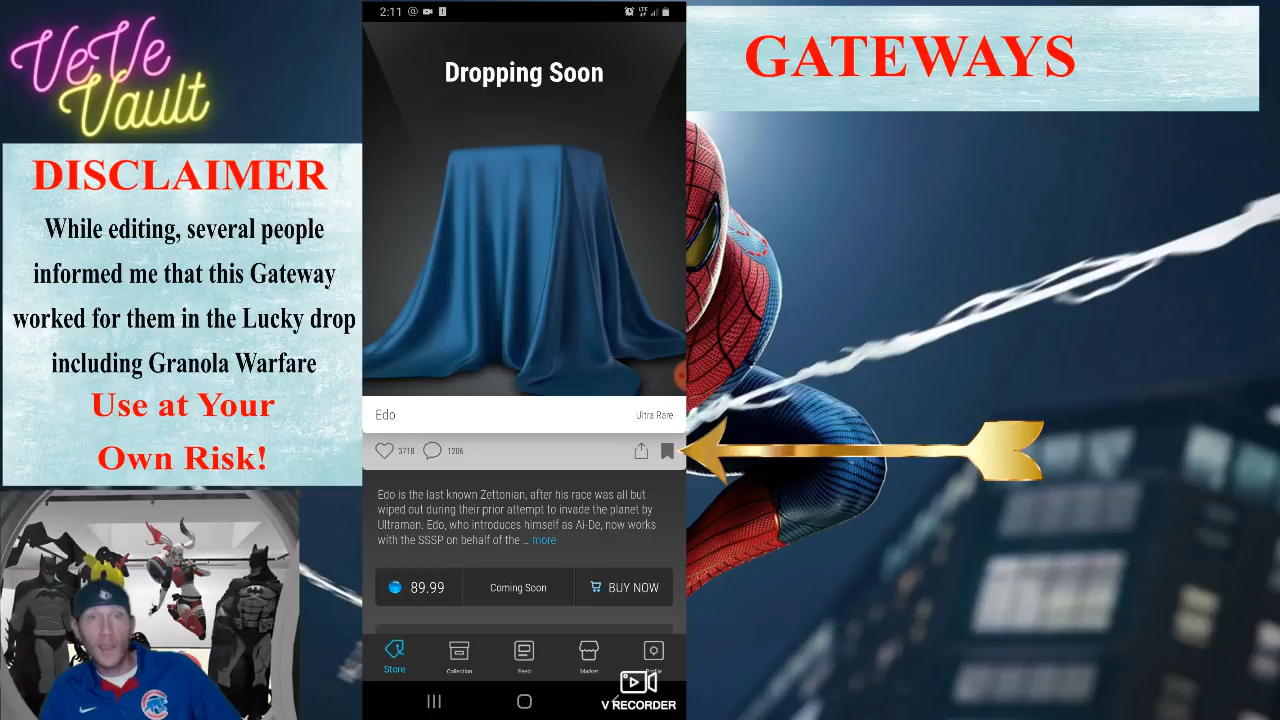 VeVe
Vault
DISCLAIMER
While editing, several people
informed me that this Gateway
worked for them in the Lucky drop
including Granola Warfare
Use at Your
Own Risk!
2:11
LTE
Dropping Soon
Edo
Ultra Rare
3718
1206
Edo is the last known Zettonian, after his race was all but
wiped out during their prior attempt to invade the planet by
Ultraman. Edo, who introduces himself as Ai-De, now works
with the SSSP on behalf of the ... more
89.99
Coming Soon
BUY NOW
Store
Collection
Feed
Market
V RECORDER
GATEWAYS